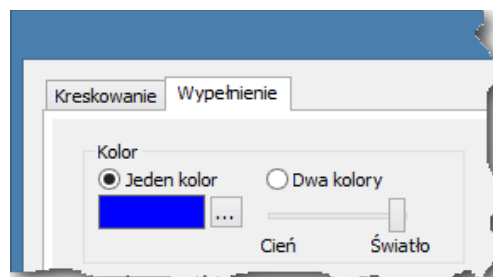 Kreskowanie Wypełnienie
Kolor
Jeden kolor Dwa kolory
...
Cień Światło